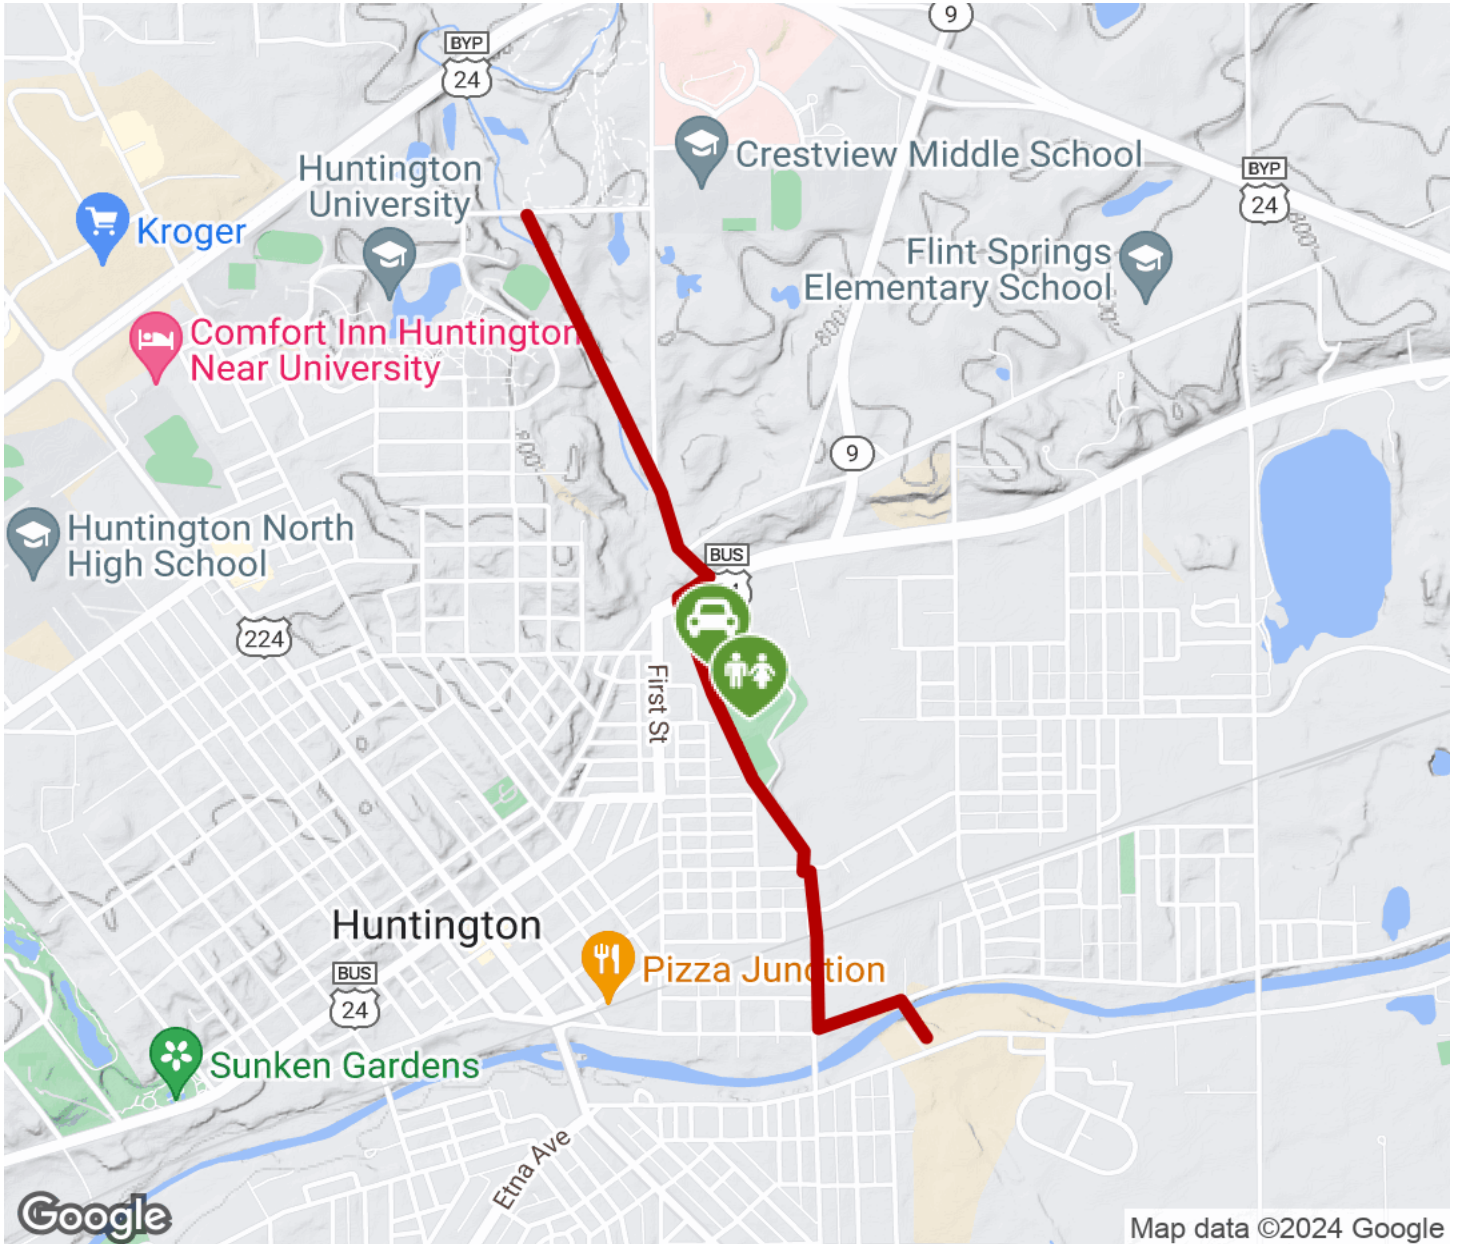 9
BYP
24
Crestview Middle School
Huntington
University
BYP
24
800'
Kroger
Flint Springs
Elementary School
Comfort Inn Huntington
Near University
800'
9
Huntington North
High School
BUS
224
First St
Huntington
BUS
24
Pizza Junction
Sunken Gardens
Etna Ave
Google
Map data ©2024 Google